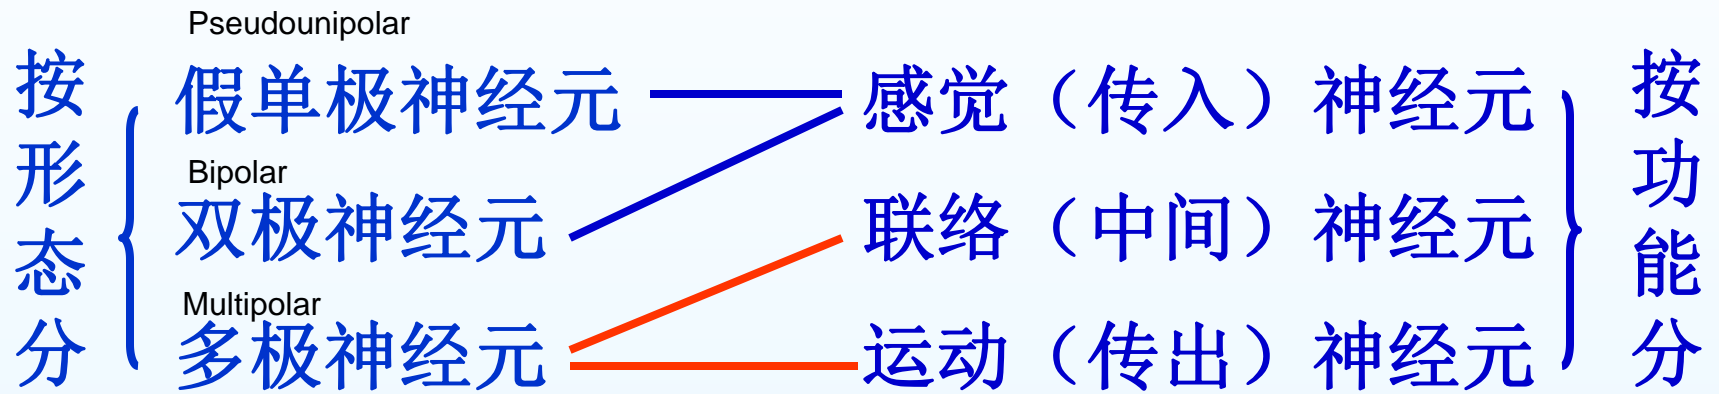 按形态分
Pseudounipolar
假单极神经元
Bipolar
双极神经元
Multipolar
多极神经元
感觉（传入）神经元
联络（中间）神经元
运动（传出）神经元
按功能分